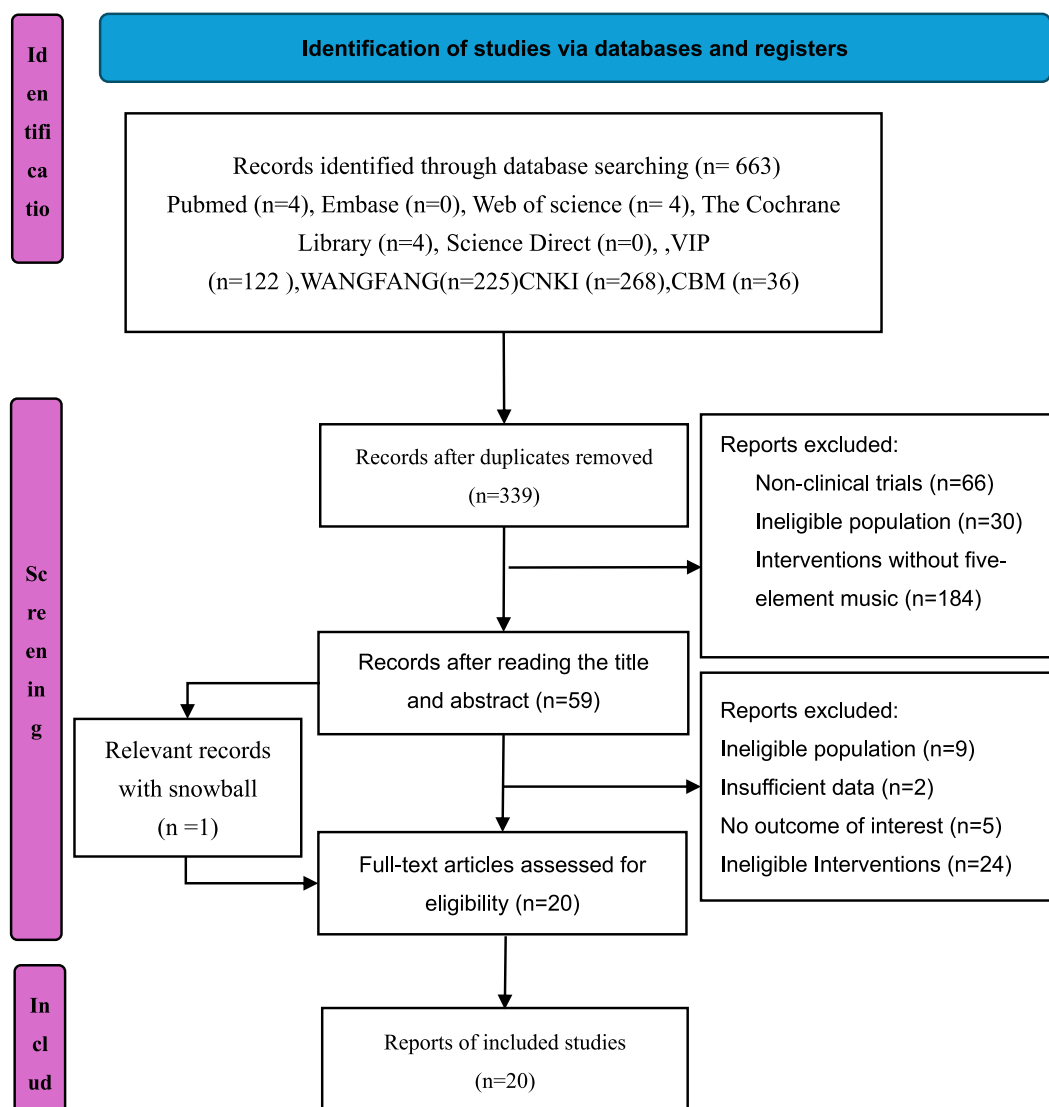 Identification of studies via databases and registers
Id
en
tifi
ca
tio
Records identified through database searching (n= 663)
Pubmed (n=4), Embase (n=0), Web of science (n= 4), The Cochrane
Library (n=4), Science Direct (n=0), ,VIP
(n=122 ),WANGFANG(n=225)CNKI (n=268),CBM (n=36)
Sc
re
en
in
g
Records after duplicates removed
(n=339)
Reports excluded:
Non-clinical trials (n=66)
Ineligible population (n=30)
Interventions without five-
element music (n=184)
Records after reading the title
and abstract (n=59)
Relevant records
with snowball
(n =1)
Reports excluded:
Ineligible population (n=9)
Insufficient data (n=2)
No outcome of interest (n=5)
Ineligible Interventions (n=24)
Full-text articles assessed for
eligibility (n=20)
In
cl
ud
Reports of included studies
(n=20)